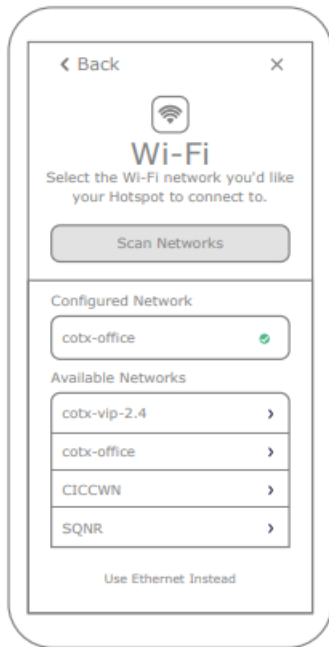 Back
Wi-Fi
Select the Wi-Fi network you'd like
your Hotspot to connect to.
Scan Networks
Configured Network
cotx-office
Available Networks
cotx-vip-2.4
cotx-office
CICCWN
SQNR
Use Ethernet Instead